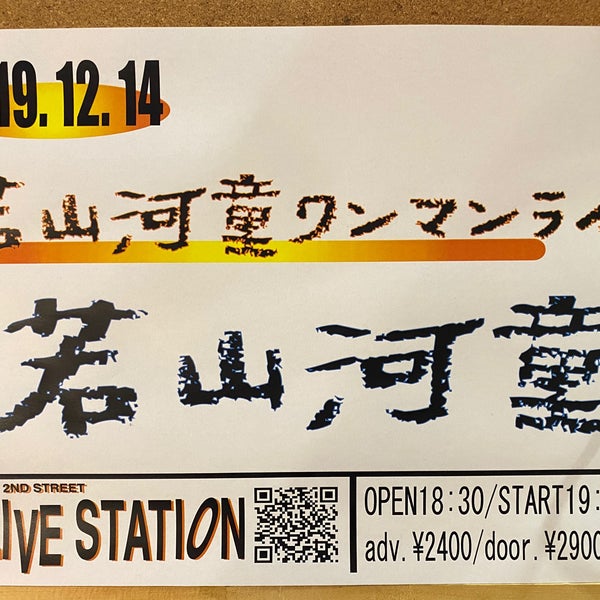 19.12.14
若山河童ワンマンライ
若山河童
2ND STREET
LIVE STATION
OPEN18:30/START19:
adv.¥2400/door.¥2900